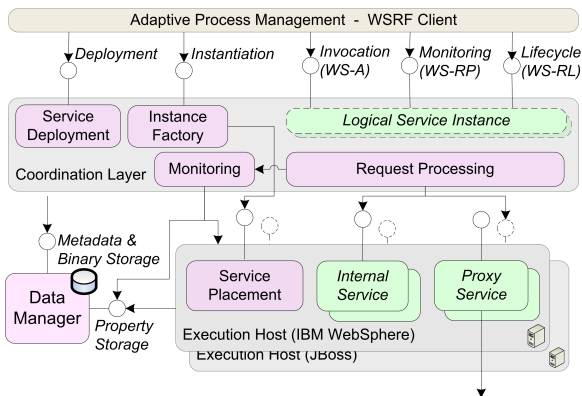 Adaptive Process Management  -  WSRF Client
Deployment
Instantiation
Invocation
(WS-A)
Monitoring
(WS-RP)
Lifecycle
(WS-RL)
Service
Deployment
Instance
Factory
Logical Service Instance
Coordination Layer
Monitoring
Request Processing
Metadata &
Binary Storage
Data
Manager
Property
Storage
Service
Placement
Internal
Service
Proxy
Service
Execution Host (IBM WebSphere)
Execution Host (JBoss)